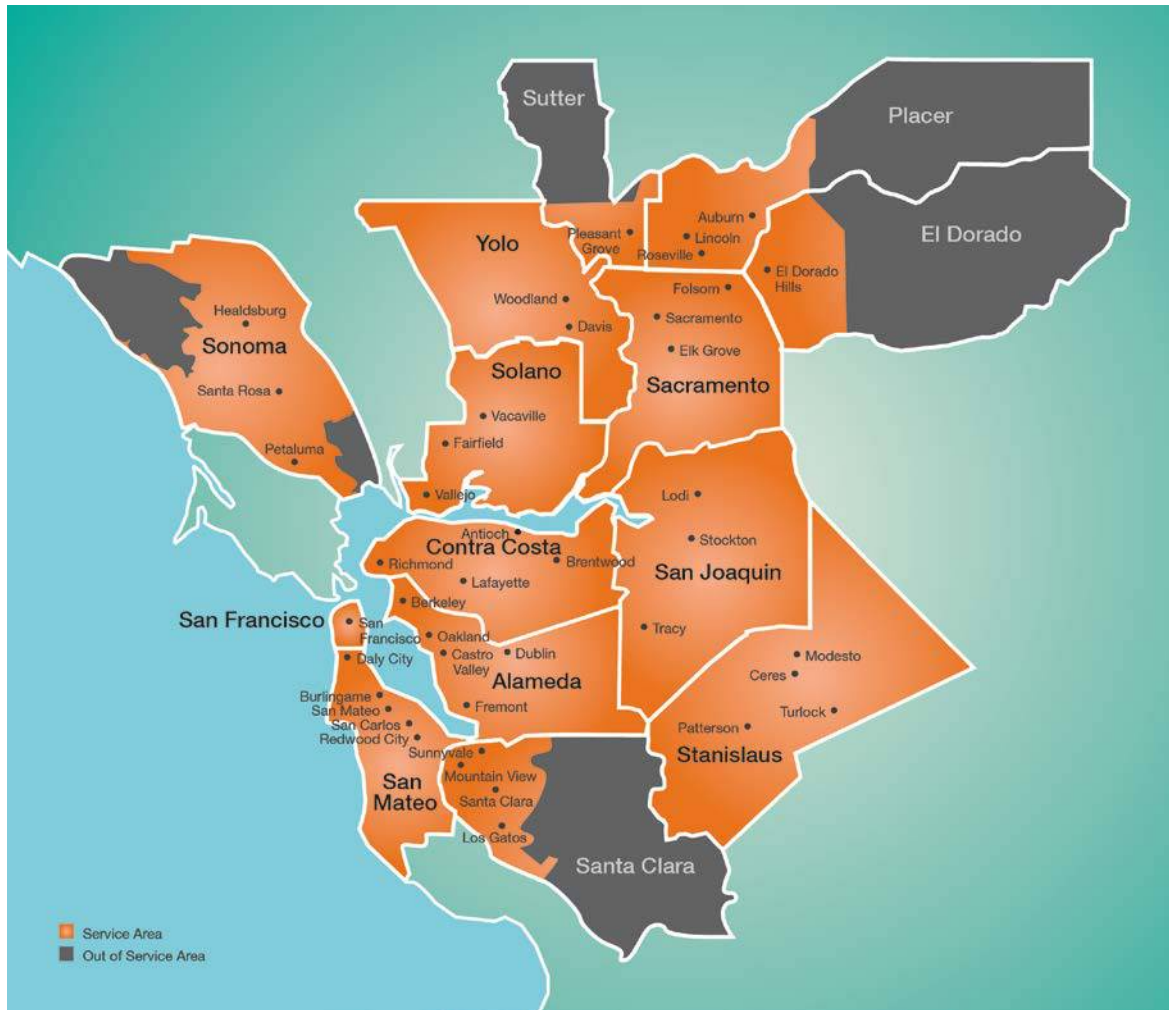 Sutter
Placer
Auburn
El Dorado
Yolo
Pleasant
Grove
Lincoln
Roseville
El Dorado
Hills
Folsom
Woodland
Healdsburg
Sacramento
Davis
Sonoma
Elk Grove
Solano
Sacramento
Santa Rosa
Vacaville
Fairfield
Petaluma
Vallejo
Lodi
Antioch
Stockton
Contra Costa
Brentwood
Richmond
San Joaquin
Lafayette
Berkeley
San Francisco
San
Francisco
Oakland
Tracy
Castro
Valley
Dublin
Daly City
Modesto
Ceres
Alameda
Burlingame
San Mateo
Fremont
Turlock
San Carlos
Patterson
Redwood City
Sunnyvale
Stanislaus
Mountain View
San
Mateo
Santa Clara
Los Gatos
Santa Clara
Service Area
Out of Service Area